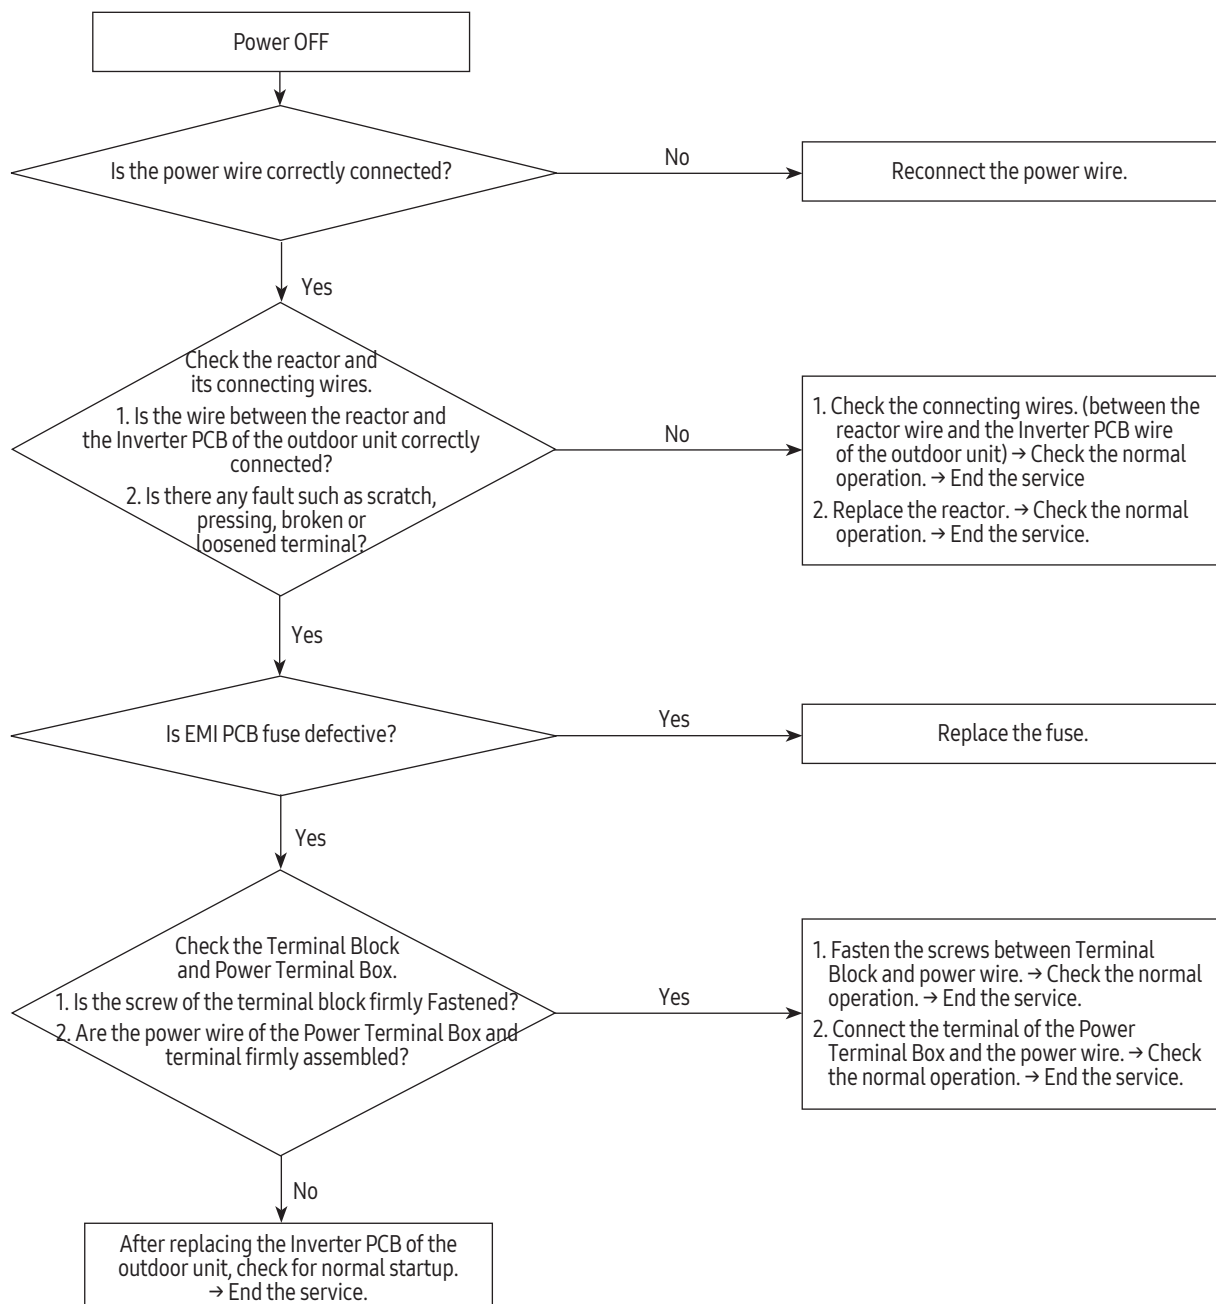 Power OFF
Is the power wire correctly connected?
No
Reconnect the power wire.
Yes
Check the reactor and
its connecting wires.
1. Is the wire between the reactor and
the Inverter PCB of the outdoor unit correctly
connected?
2. Is there any fault such as scratch,
pressing, broken or
loosened terminal?
No
1. Check the connecting wires. (between the
reactor wire and the Inverter PCB wire
of the outdoor unit) → Check the normal
operation. → End the service
2. Replace the reactor. → Check the normal
operation. → End the service.
Yes
Is EMI PCB fuse defective?
Yes
Replace the fuse.
Yes
Check the Terminal Block
and Power Terminal Box.
1. Is the screw of the terminal block firmly Fastened?
2. Are the power wire of the Power Terminal Box and
terminal firmly assembled?
Yes
1. Fasten the screws between Terminal
Block and power wire. → Check the normal
operation. → End the service.
2. Connect the terminal of the Power
Terminal Box and the power wire. → Check
the normal operation. → End the service.
No
After replacing the Inverter PCB of the
outdoor unit, check for normal startup.
→ End the service.